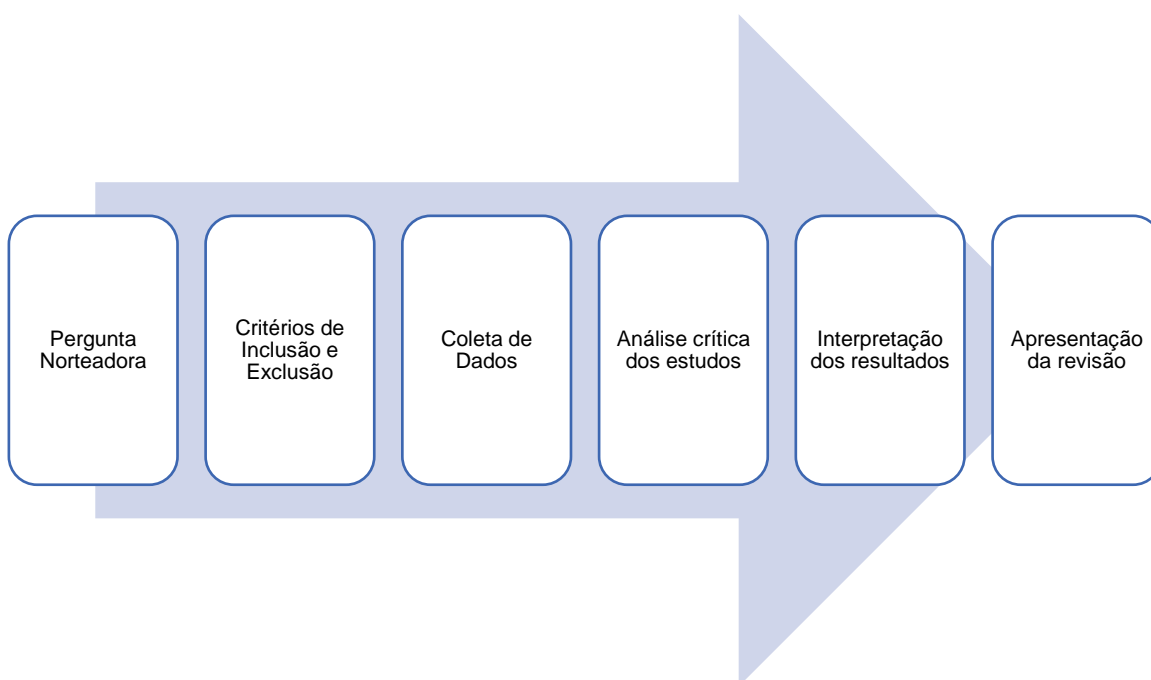 Pergunta
Norteadora
Critérios de
Inclusão e
Exclusão
Coleta de
Dados
Análise crítica
dos estudos
Interpretação
dos resultados
Apresentação
da revisão